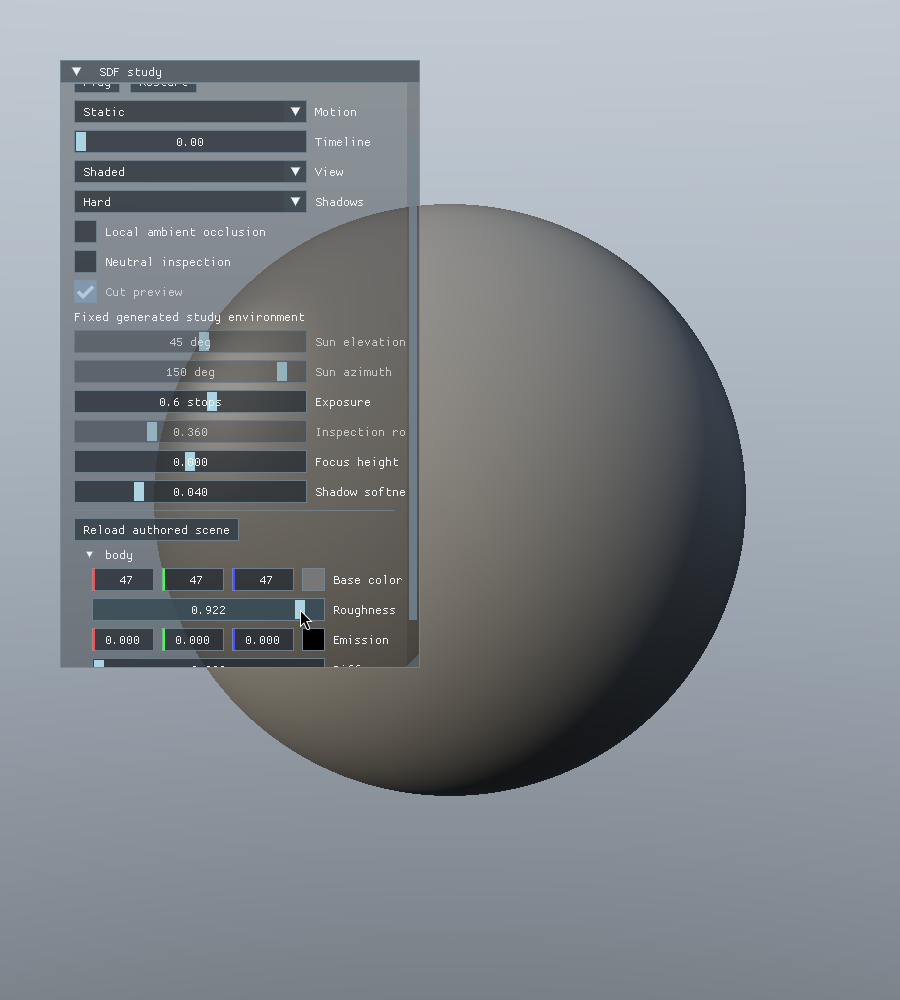 SDF study
Static Motion
0.00 Timeline
Shaded View
Hard Shadows
Local ambient occlusion
Neutral inspection
Cut preview
Fixed generated study environment
45 deg Sun elevation
150 deg Sun azimuth
0.6 stops Exposure
0.360 Inspection ro
0.000 Focus height
0.040 Shadow softne
Reload authored scene
body
47 47 47 Base color
0.922 Roughness
0.000 0.000 0.000 Emission